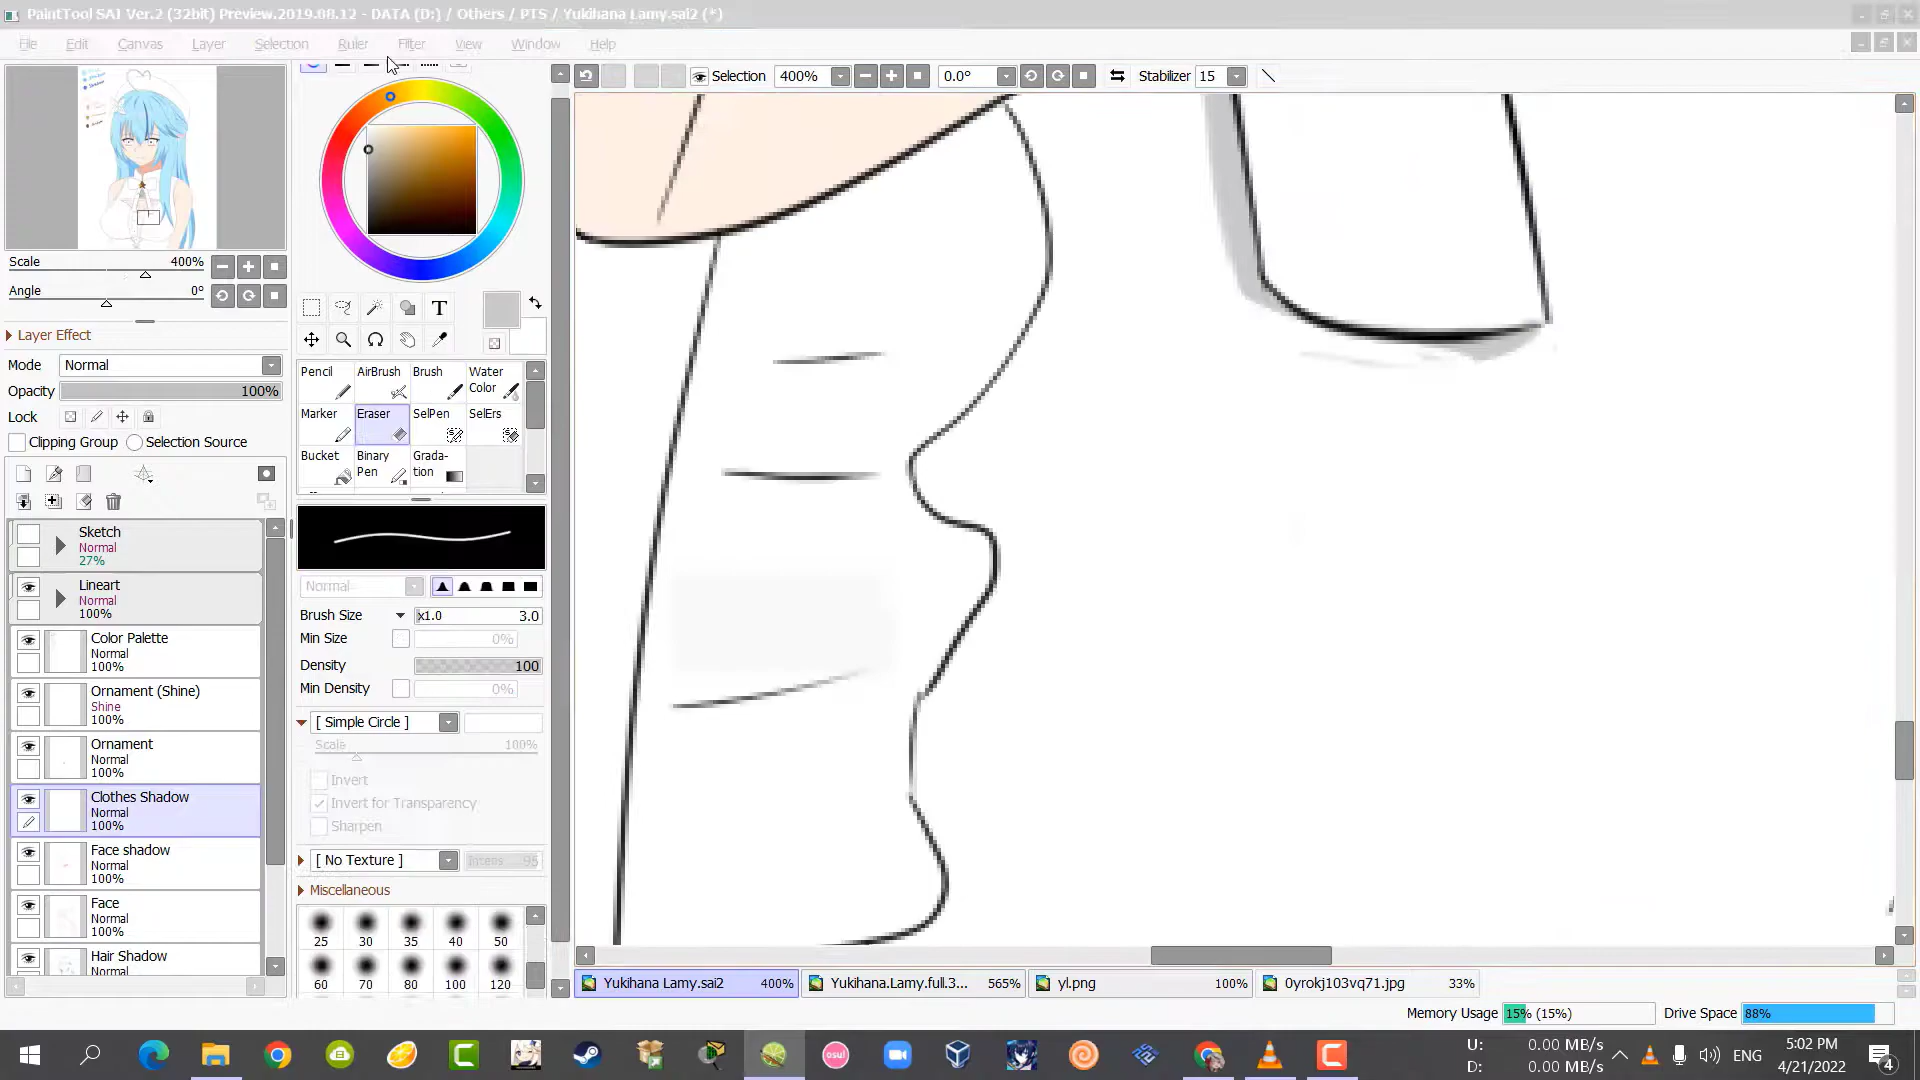 PaintTool SAI Ver.2 (32bit) Preview.2019.08.12 - DATA (D:) / Others / PTS / Yukihana Lamy.sai2 (*)
File Edit Canvas Layer Selection Ruler Filter View Window Help
Selection 400% 0.0° Stabilizer 15
Scale 400%
Angle 0°
Layer Effect
Mode Normal
Opacity 100%
Lock
Clipping Group Selection Source
Sketch
Normal
27%
Lineart
Normal
100%
Color Palette
Normal
100%
Ornament (Shine)
Shine
100%
Ornament
Normal
100%
Clothes Shadow
Normal
100%
Face shadow
Normal
100%
Face
Normal
100%
Hair Shadow
Normal
T
Pencil AirBrush Brush Water Color
Marker Eraser SelPen SelErs
Bucket Binary Pen Grada-tion
Normal
Brush Size x1.0 3.0
Min Size 0%
Density 100
Min Density 0%
[ Simple Circle ]
Scale 100%
Invert
Invert for Transparency
Sharpen
[ No Texture ] Intens 95
Miscellaneous
25 30 35 40 50
60 70 80 100 120
Yukihana Lamy.sai2 400% Yukihana.Lamy.full.3... 565% yl.png 100% 0yrokj103vq71.jpg 33%
Memory Usage 15% (15%) Drive Space 88%
osu!
U: 0.00 MB/s
D: 0.00 MB/s
ENG
5:02 PM
4/21/2022
4